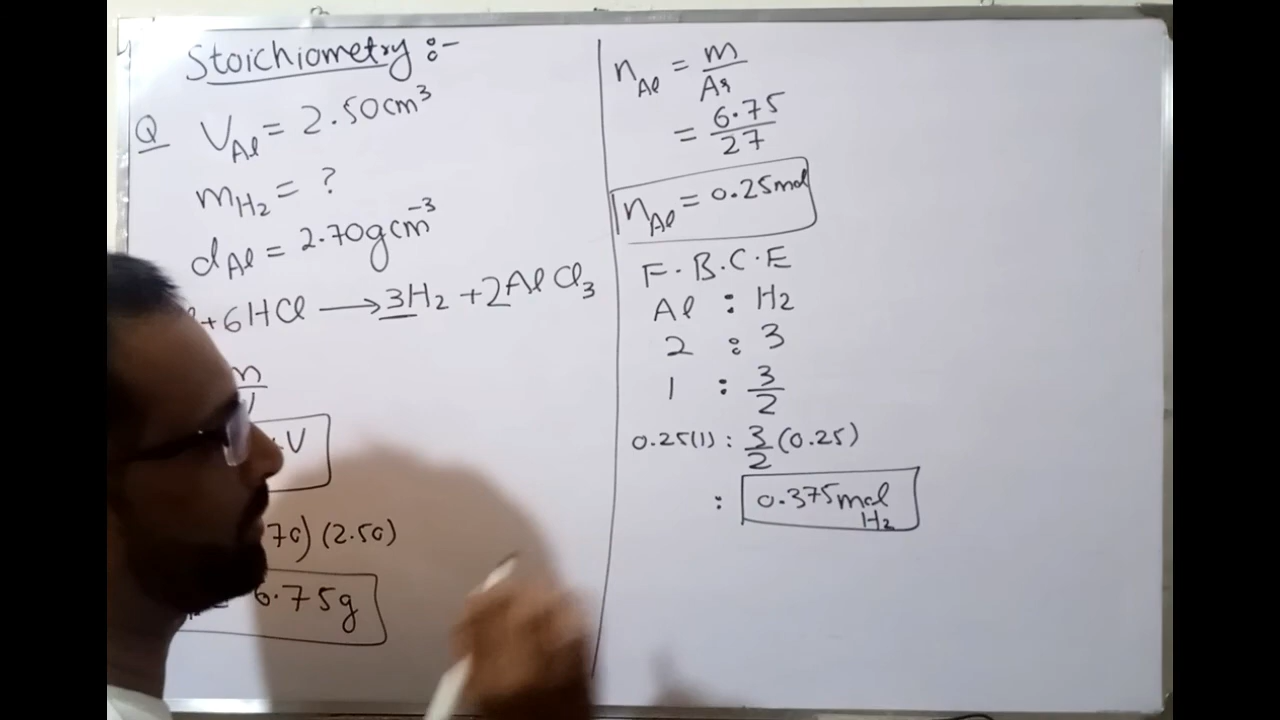 Stoichiometry :-
Q V_Al = 2.50cm³
m_H₂ = ?
d_Al = 2.70gcm⁻³
+6HCl → 3H₂ + 2AlCl₃
V
70)(2.50)
6.75g
n_Al = m/Ar
= 6.75/27
n_Al = 0.25mol
F.B.C.E
Al : H₂
2 : 3
1 : 3/2
0.25(1) : 3/2 (0.25)
: 0.375mol H₂